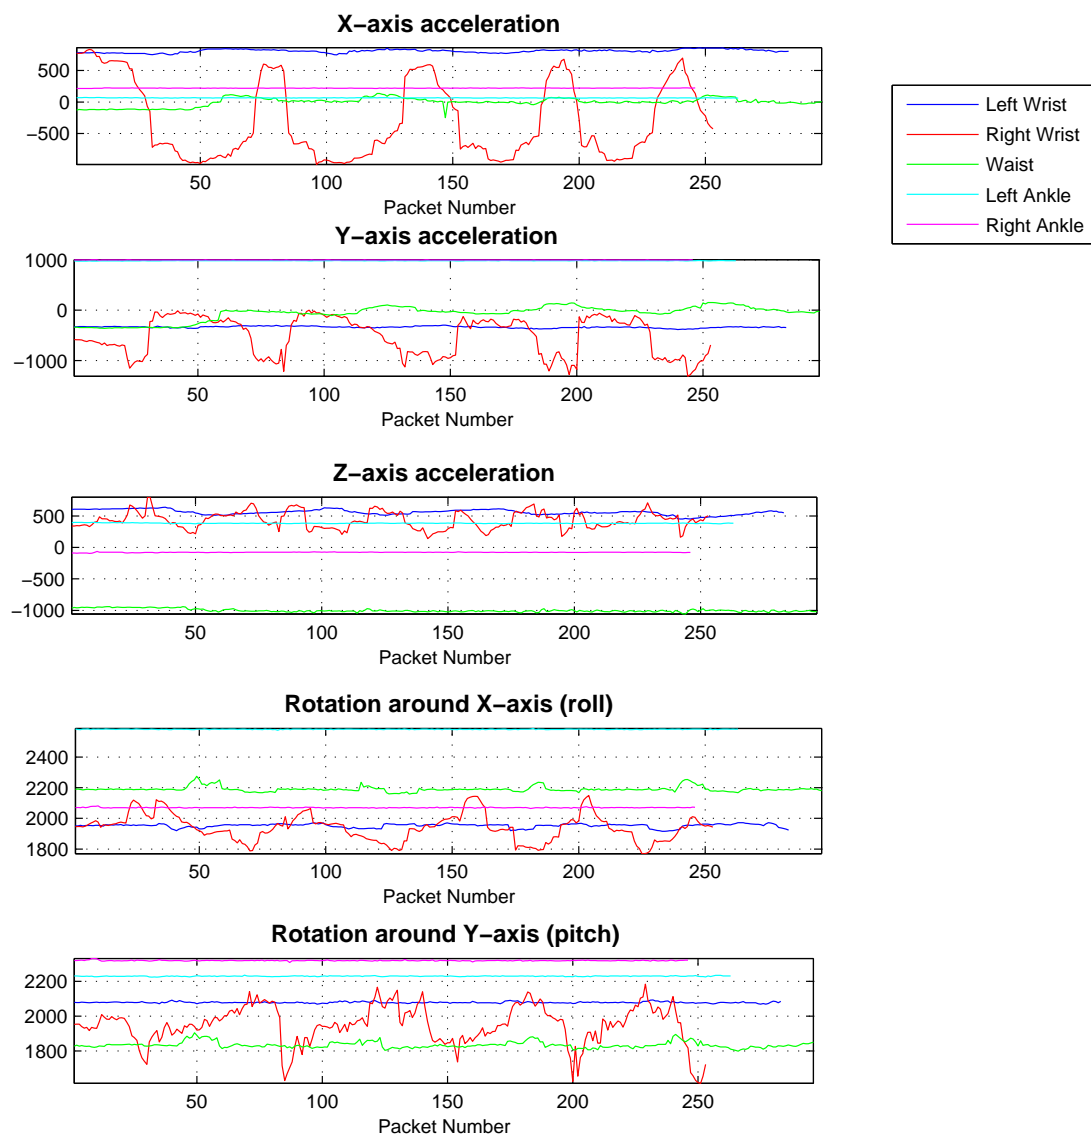 X−axis acceleration
500
0
−500
50 100 150 200 250
Packet Number
Left Wrist
Right Wrist
Waist
Left Ankle
Right Ankle
Y−axis acceleration
1000
0
−1000
50 100 150 200 250
Packet Number
Z−axis acceleration
500
0
−500
−1000
50 100 150 200 250
Packet Number
Rotation around X−axis (roll)
2400
2200
2000
1800
50 100 150 200 250
Packet Number
Rotation around Y−axis (pitch)
2200
2000
1800
50 100 150 200 250
Packet Number